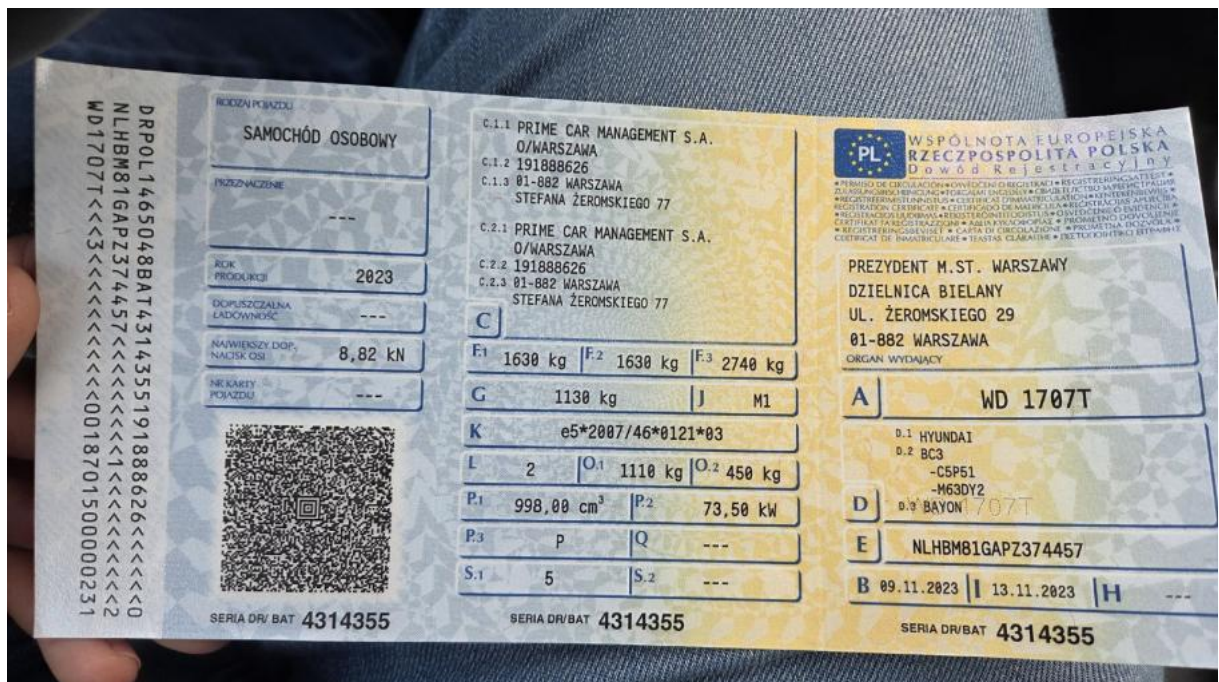 DRPOL1465048BAT4314355191888626<<<<<<0
NLHBM81GAPZ374457<<<<<<<1<<<<<<<<2
RODZAJ POJAZDU
SAMOCHÓD OSOBOWY
PRZEZNACZENIE
---
ROK PRODUKCJI 2023
DOPUSZCZALNA ŁADOWNOŚĆ ---
NAJWIĘKSZY DOP. NACISK OSI 8,82 kN
NR KARTY POJAZDU ---
SERIA DR/BAT 4314355
C.1.1 PRIME CAR MANAGEMENT S.A.
O/WARSZAWA
C.1.2 191888626
C.1.3 01-882 WARSZAWA
STEFANA ŻEROMSKIEGO 77
C.2.1 PRIME CAR MANAGEMENT S.A.
O/WARSZAWA
C.2.2 191888626
C.2.3 01-882 WARSZAWA
STEFANA ŻEROMSKIEGO 77
C
F.1 1630 kg F.2 1630 kg F.3 2740 kg
G 1130 kg J M1
K e5*2007/46*0121*03
L 2 O.1 1110 kg O.2 450 kg
P.1 998,00 cm³ P.2 73,50 kW
P.3 P Q ---
S.1 5 S.2 ---
SERIA DR/BAT 4314355
PL
WSPÓLNOTA EUROPEJSKA
RZECZPOSPOLITA POLSKA
Dowód Rejestracyjny
PREZYDENT M.ST. WARSZAWY
DZIELNICA BIELANY
UL. ŻEROMSKIEGO 29
01-882 WARSZAWA
ORGAN WYDAJĄCY
A WD 1707T
D.1 HYUNDAI
D.2 BC3
-C5P51
-M63DY2
D D.3 BAYON
E NLHBM81GAPZ374457
B 09.11.2023 I 13.11.2023 H ---
SERIA DR/BAT 4314355